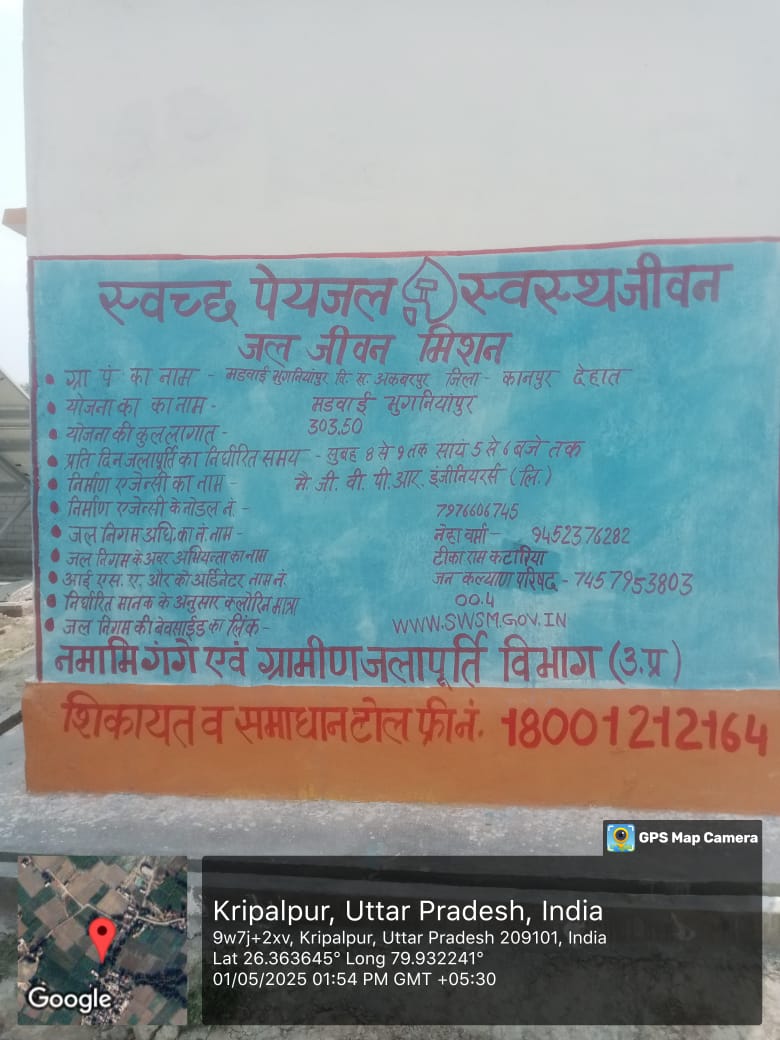 स्वच्छ पेयजल स्वस्थ जीवन
जल जीवन मिशन
ग्रा पं का नाम - मडवाई मुगनियांपुर वि. ख. अकबरपुर जिला - कानपुर देहात
योजना का का नाम - मडवाई मुगनियांपुर
योजना की कुल लागात - 303.50
प्रति दिन जलापूर्ति का निर्धारित समय - सुबह 8 से 9 तक सायं 5 से 6 बजे तक
निर्माण एजेन्सी का नाम - मै. जी. वी. पी. आर. इंजीनियरर्स (लि.)
निर्माण एजेन्सी के नोडल नं. - 7976606745
जल निगम अधि. का नं. नाम - नेहा वर्मा - 9452376282
जल निगम के अवर अभियन्ता का नाम टीका राम कटारिया
आई एस. ए. और को अर्डिनेटर नाम नं. जन कल्याण परिषद - 7457953803
निर्धारित मानक के अनुसार क्लोरिन मात्रा 00.4
जल निगम की बेवसाईड का लिंक - WWW.SWSM.GOV.IN
नमामि गंगे एवं ग्रामीण जलापूर्ति विभाग (उ.प्र)
शिकायत व समाधान टोल फ्री नं. 18001212164
GPS Map Camera
Kripalpur, Uttar Pradesh, India
9w7j+2xv, Kripalpur, Uttar Pradesh 209101, India
Lat 26.363645° Long 79.932241°
01/05/2025 01:54 PM GMT +05:30
Google